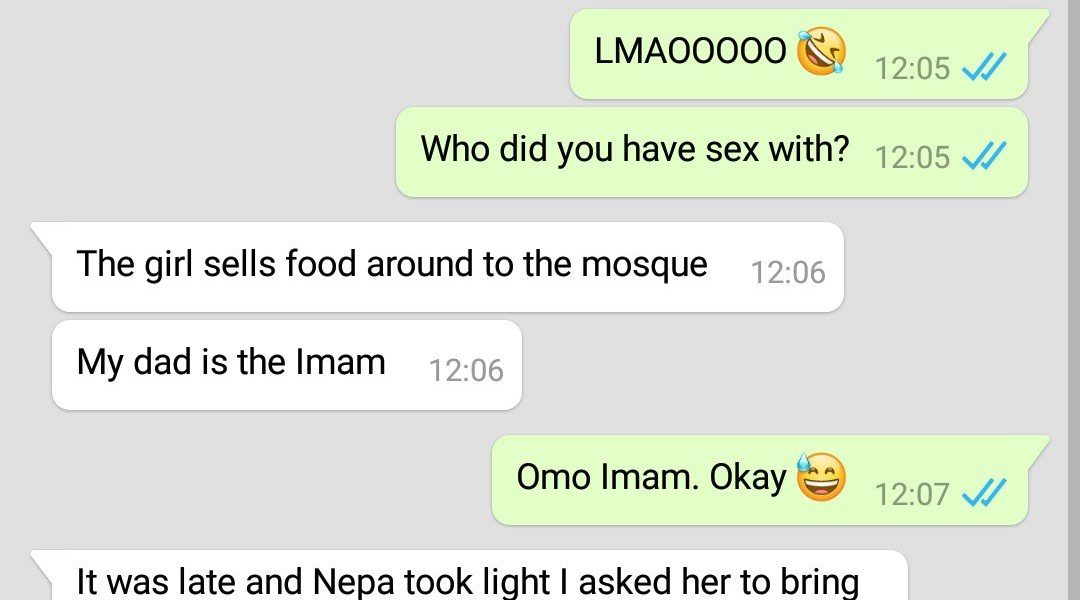 LMAOOOOO 🤣 12:05
Who did you have sex with? 12:05
The girl sells food around to the mosque 12:06
My dad is the Imam 12:06
Omo Imam. Okay 😅 12:07
It was late and Nepa took light I asked her to bring